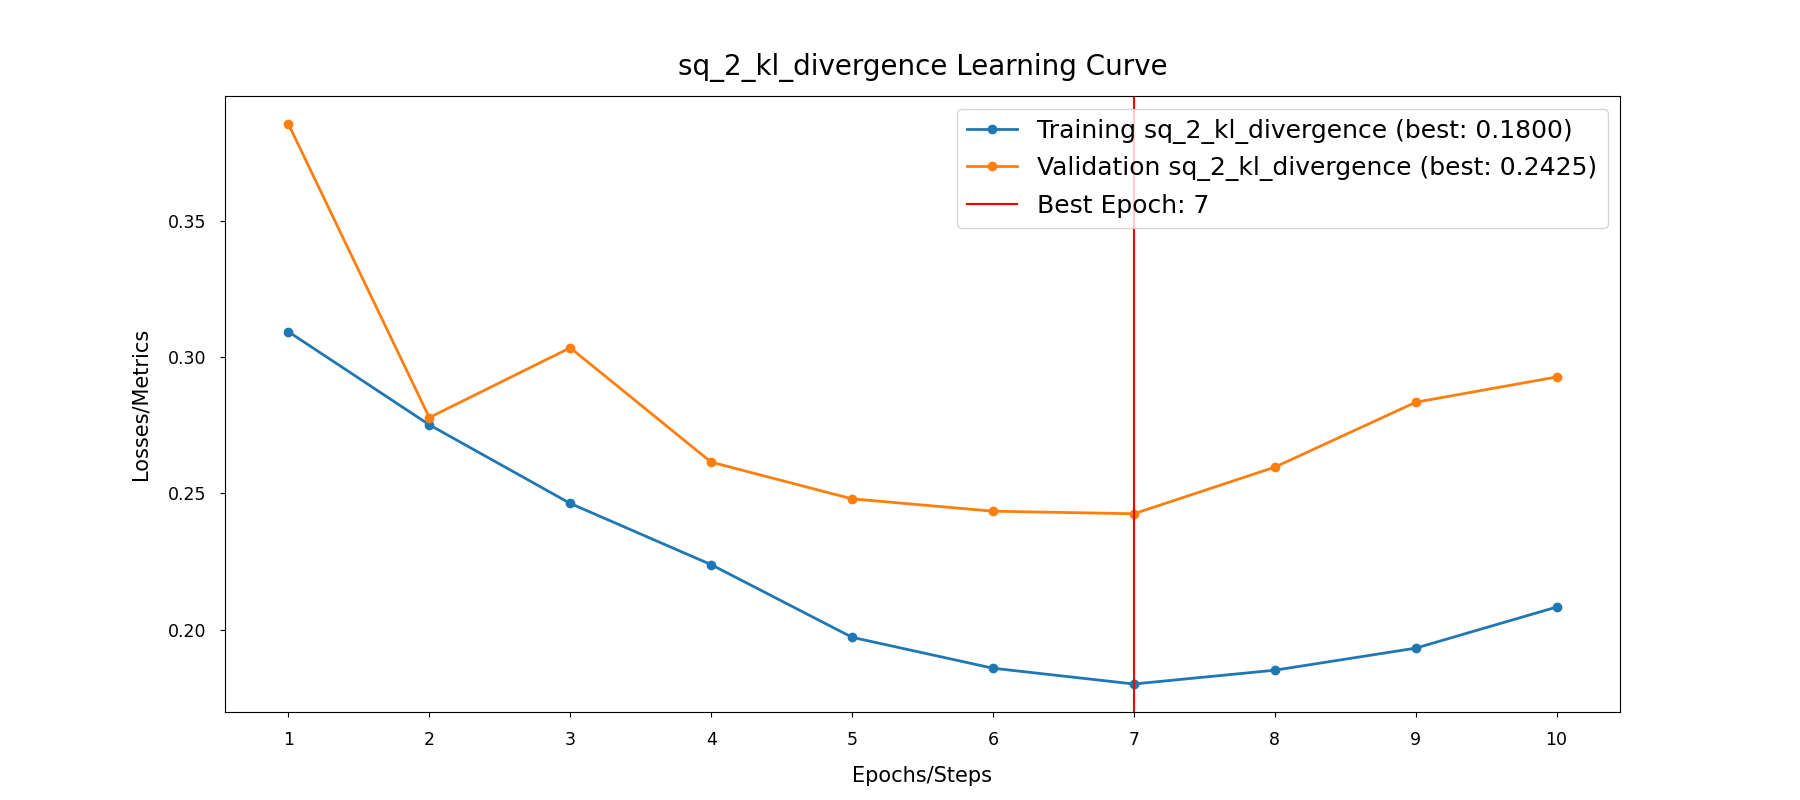 sq_2_kl_divergence Learning Curve
Training sq_2_kl_divergence (best: 0.1800)
Validation sq_2_kl_divergence (best: 0.2425)
Best Epoch: 7
Losses/Metrics
0.35
0.30
0.25
0.20
1 2 3 4 5 6 7 8 9 10
Epochs/Steps